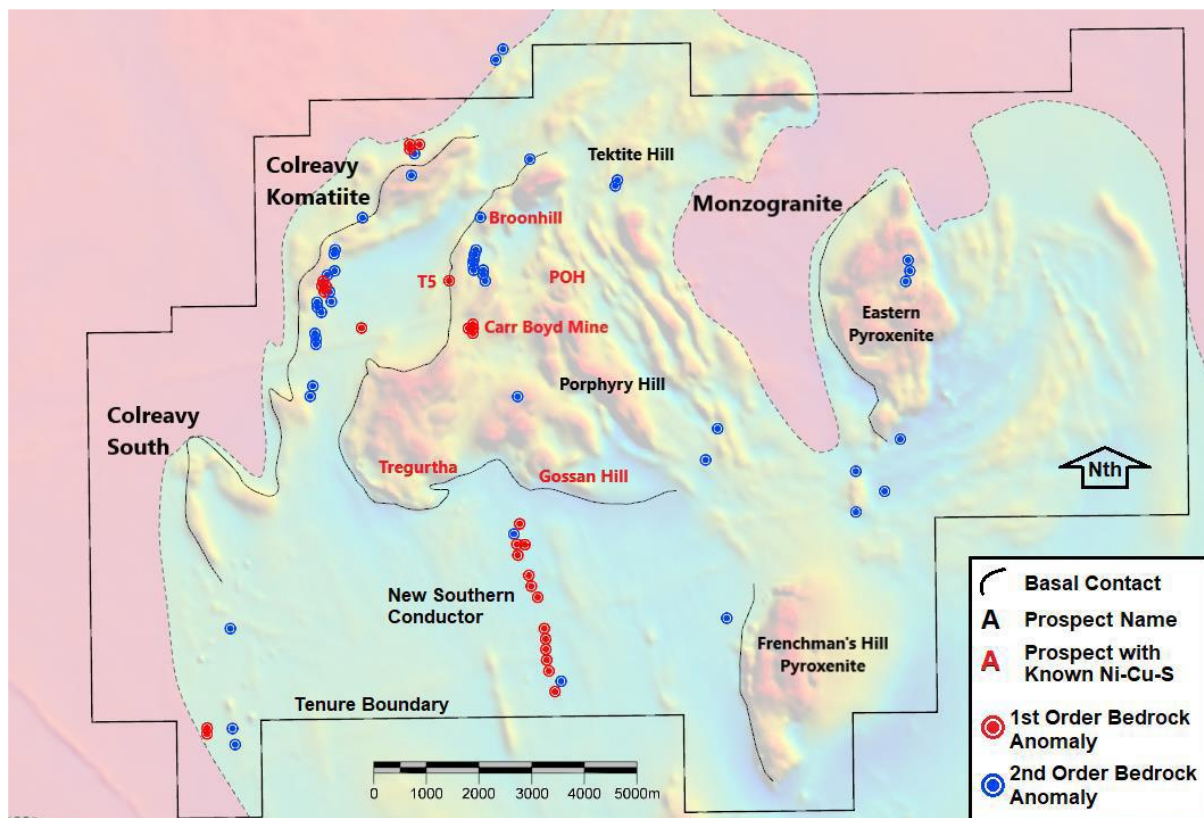 Tektite Hill
Colreavy
Komatiite
Monzogranite
Broonhill
T5
POH
Carr Boyd Mine
Eastern
Pyroxenite
Porphyry Hill
Colreavy
South
Tregurtha
Gossan Hill
Nth
New Southern
Conductor
Frenchman's Hill
Pyroxenite
Tenure Boundary
0 1000 2000 3000 4000 5000m
Basal Contact
A Prospect Name
A Prospect with
Known Ni-Cu-S
1st Order Bedrock
Anomaly
2nd Order Bedrock
Anomaly